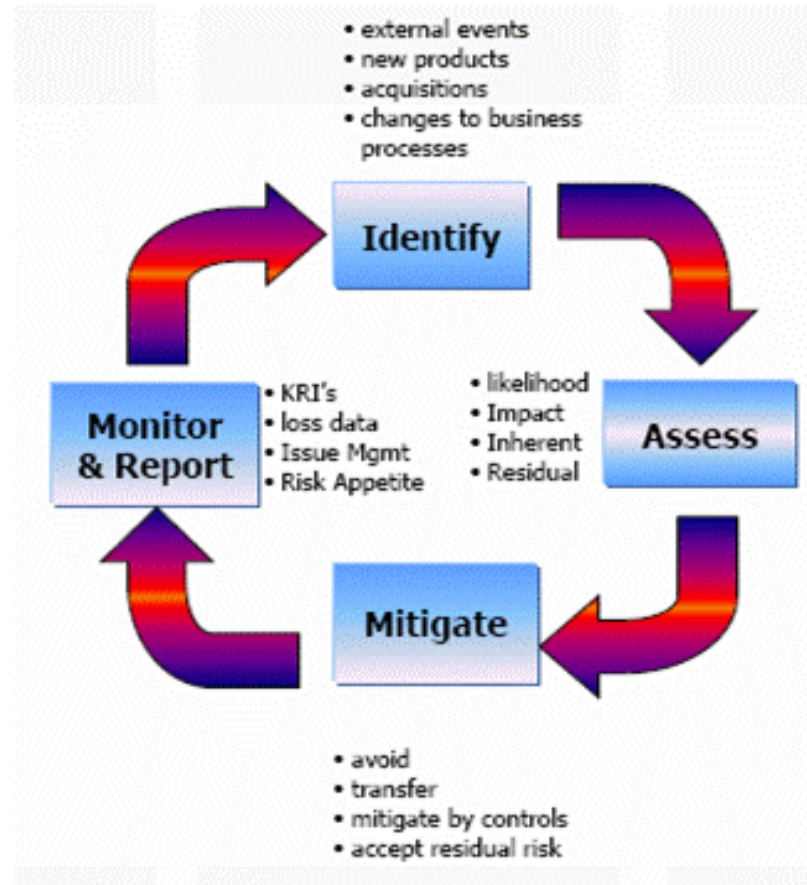 • external events
• new products
• acquisitions
• changes to business
processes
Identify
• likelihood
• Impact
• Inherent
• Residual
Assess
Mitigate
• avoid
• transfer
• mitigate by controls
• accept residual risk
Monitor
& Report
• KRI's
• loss data
• Issue Mgmt
• Risk Appetite